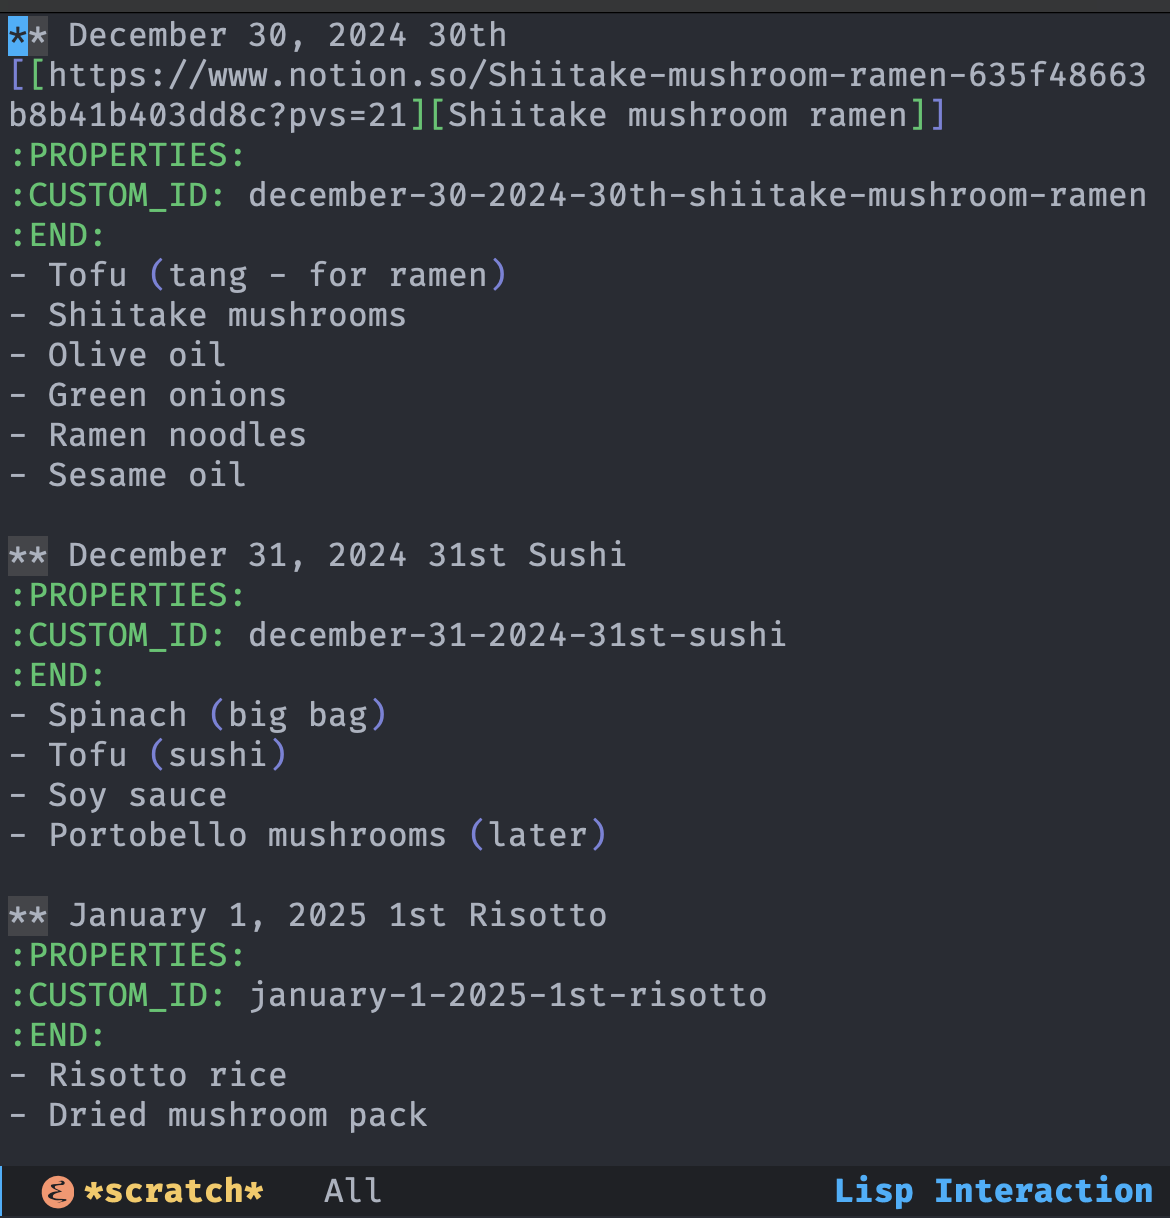 ** December 30, 2024 30th
[[https://www.notion.so/Shiitake-mushroom-ramen-635f48663
b8b41b403dd8c?pvs=21][Shiitake mushroom ramen]]
:PROPERTIES:
:CUSTOM_ID: december-30-2024-30th-shiitake-mushroom-ramen
:END:
- Tofu (tang - for ramen)
- Shiitake mushrooms
- Olive oil
- Green onions
- Ramen noodles
- Sesame oil

** December 31, 2024 31st Sushi
:PROPERTIES:
:CUSTOM_ID: december-31-2024-31st-sushi
:END:
- Spinach (big bag)
- Tofu (sushi)
- Soy sauce
- Portobello mushrooms (later)

** January 1, 2025 1st Risotto
:PROPERTIES:
:CUSTOM_ID: january-1-2025-1st-risotto
:END:
- Risotto rice
- Dried mushroom pack

*scratch* All Lisp Interaction